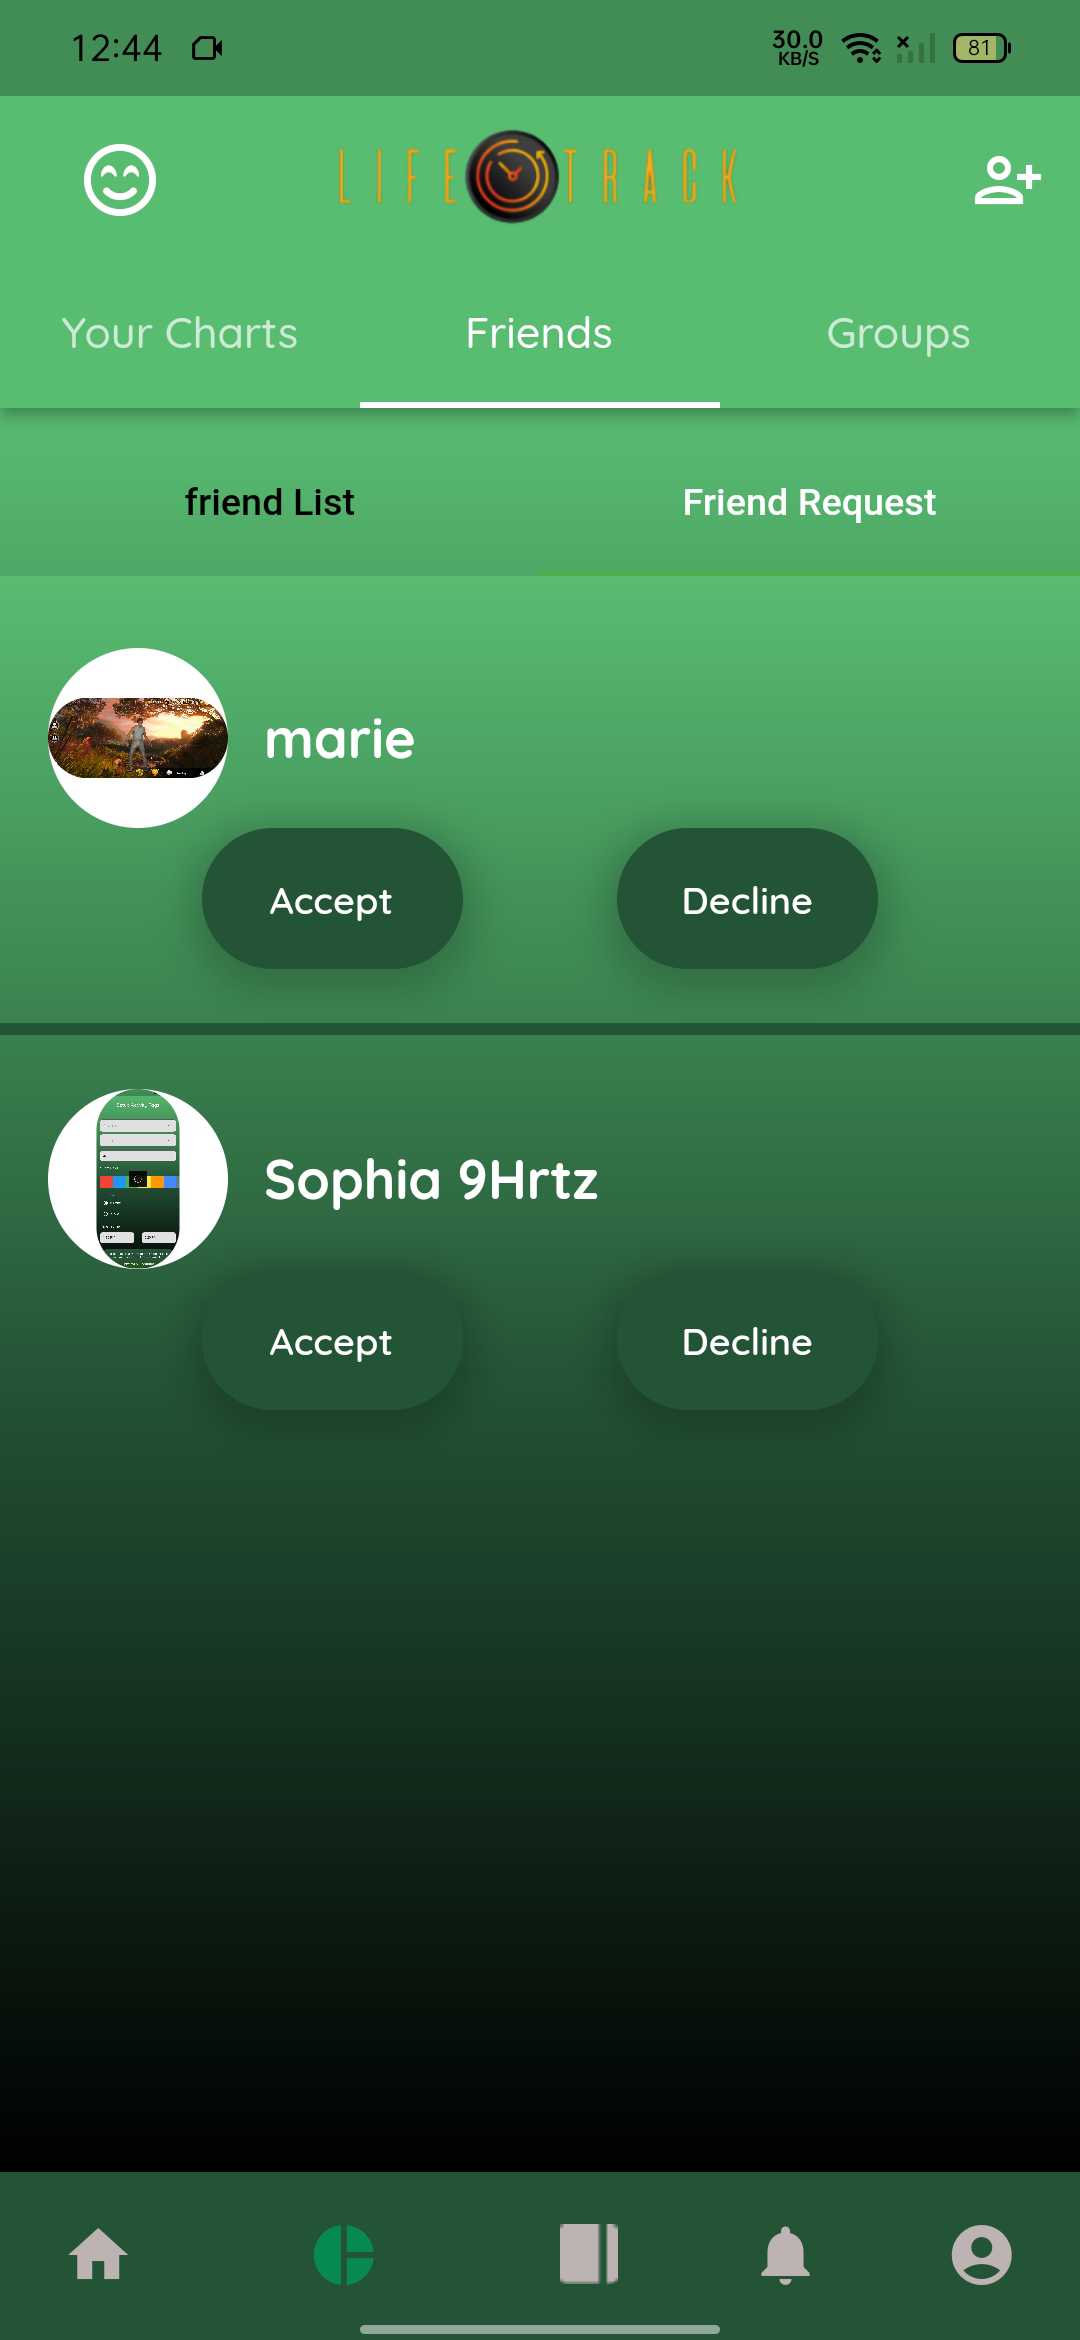 12:44
30.0
KB/S
81
LIFE TRACK
Your Charts
Friends
Groups
friend List
Friend Request
marie
Accept
Decline
Sophia 9Hrtz
Accept
Decline